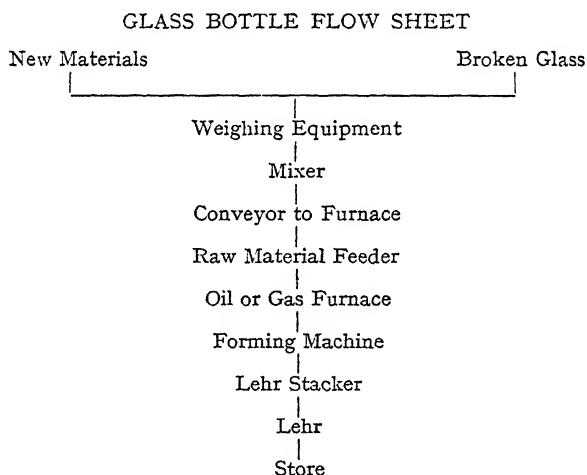 GLASS BOTTLE FLOW SHEET
New Materials Broken Glass
Weighing Equipment
Mixer
Conveyor to Furnace
Raw Material Feeder
Oil or Gas Furnace
Forming Machine
Lehr Stacker
Lehr
Store